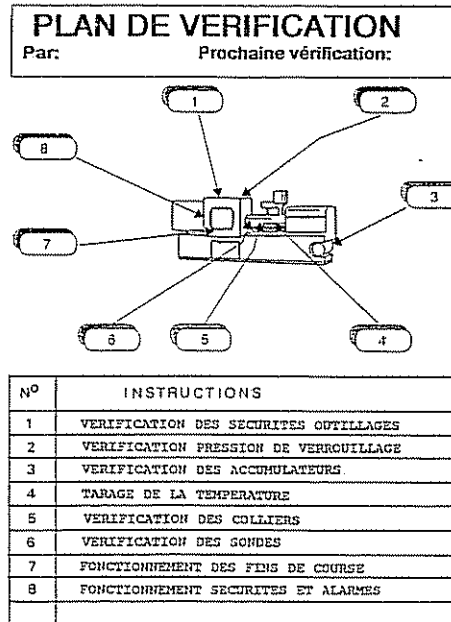 PLAN DE VERIFICATION
Par: Prochaine vérification:
1
2
8
3
7
6
5
4
Nº INSTRUCTIONS
1 VERIFICATION DES SECURITES OUTILLAGES
2 VERIFICATION PRESSION DE VERROUILLAGE
3 VERIFICATION DES ACCUMULATEURS.
4 TARAGE DE LA TEMPERATURE
5 VERIFICATION DES COLLIERS
6 VERIFICATION DES SONDES
7 FONCTIONNEMENT DES FINS DE COURSE
8 FONCTIONNEMENT SECURITES ET ALARMES